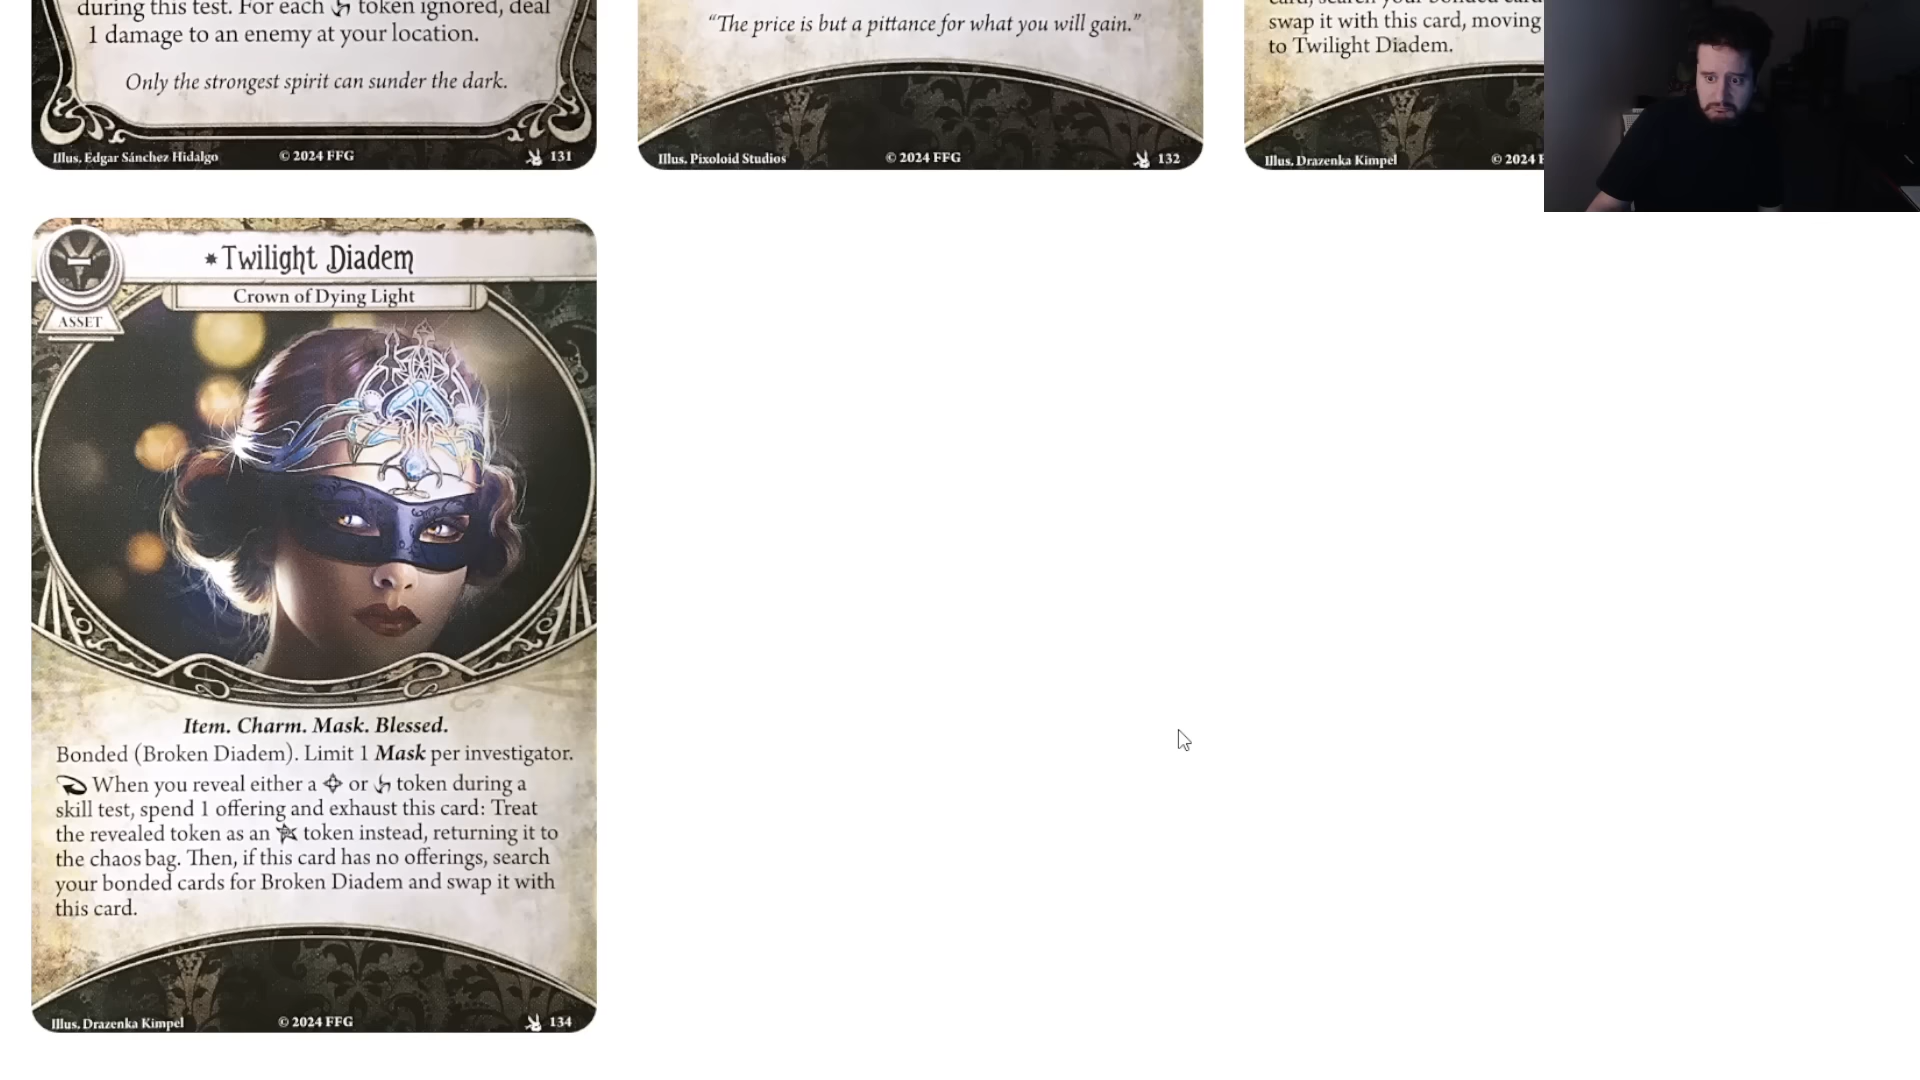 during this test. For each token ignored, deal
1 damage to an enemy at your location.
Only the strongest spirit can sunder the dark.
Illus. Edgar Sánchez Hidalgo © 2024 FFG 131
“The price is but a pittance for what you will gain.”
Illus. Pixoloid Studios © 2024 FFG 132
swap it with this card, moving
to Twilight Diadem.
Illus. Drazenka Kimpel © 2024 F
Twilight Diadem
Crown of Dying Light
ASSET
Item. Charm. Mask. Blessed.
Bonded (Broken Diadem). Limit 1 Mask per investigator.
When you reveal either a or token during a
skill test, spend 1 offering and exhaust this card: Treat
the revealed token as an token instead, returning it to
the chaos bag. Then, if this card has no offerings, search
your bonded cards for Broken Diadem and swap it with
this card.
Illus. Drazenka Kimpel © 2024 FFG 134